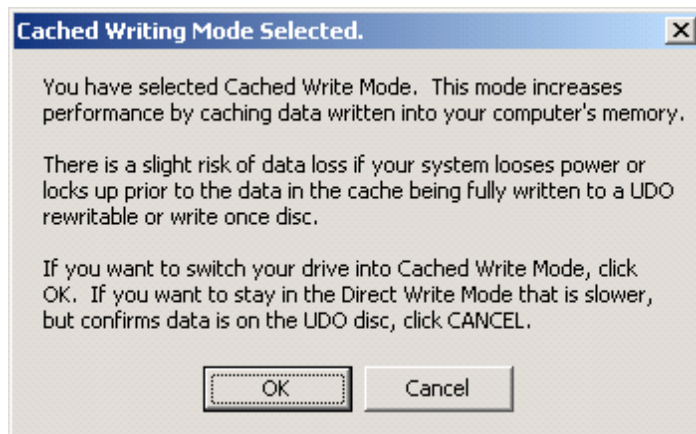 Cached Writing Mode Selected.
You have selected Cached Write Mode.  This mode increases
performance by caching data written into your computer's memory.
There is a slight risk of data loss if your system looses power or
locks up prior to the data in the cache being fully written to a UDO
rewritable or write once disc.
If you want to switch your drive into Cached Write Mode, click
OK.  If you want to stay in the Direct Write Mode that is slower,
but confirms data is on the UDO disc, click CANCEL.
OK
Cancel